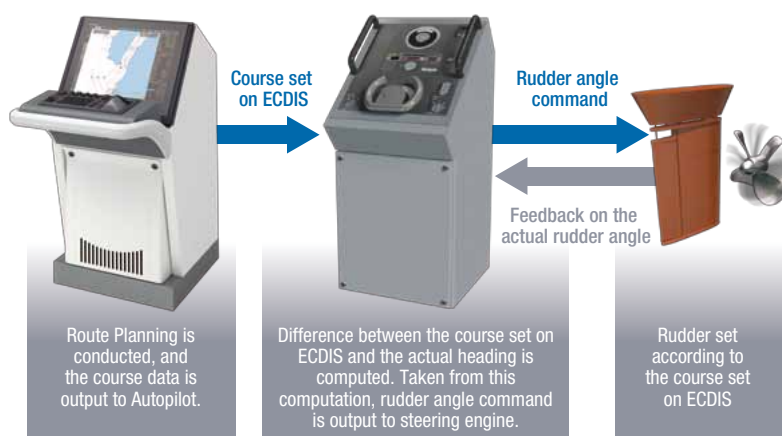 Course set
on ECDIS
Rudder angle
command
Feedback on the
actual rudder angle
Route Planning is
conducted, and
the course data is
output to Autopilot.
Difference between the course set on
ECDIS and the actual heading is
computed. Taken from this
computation, rudder angle command
is output to steering engine.
Rudder set
according to
the course set
on ECDIS